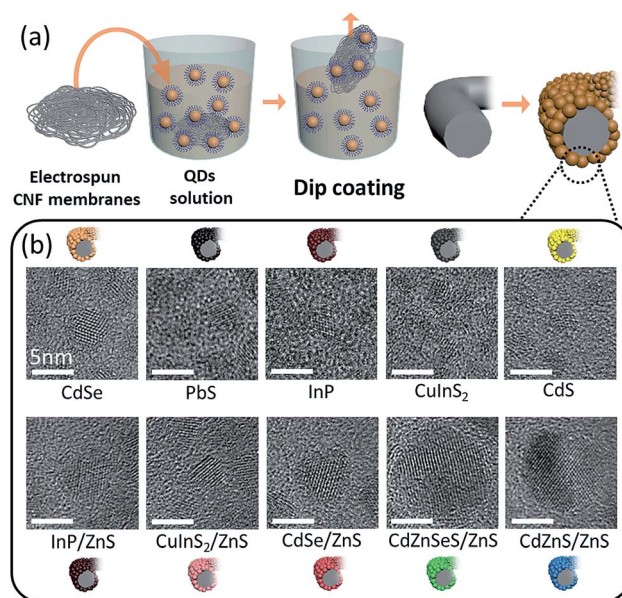 (a)
Electrospun
CNF membranes
QDs
solution
Dip coating
(b)
5nm
CdSe
PbS
InP
CuInS₂
CdS
InP/ZnS
CuInS₂/ZnS
CdSe/ZnS
CdZnSeS/ZnS
CdZnS/ZnS